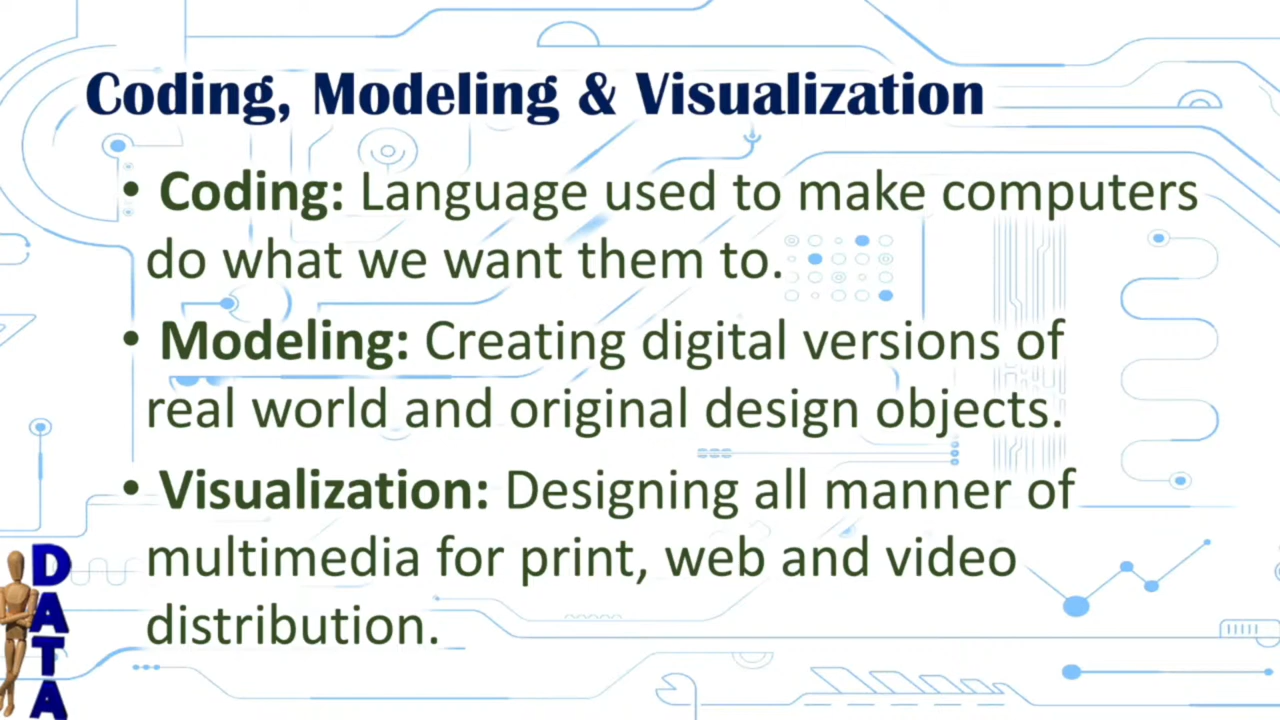 Coding, Modeling & Visualization
• Coding: Language used to make computers
do what we want them to.
• Modeling: Creating digital versions of
real world and original design objects.
• Visualization: Designing all manner of
multimedia for print, web and video
distribution.
DATA